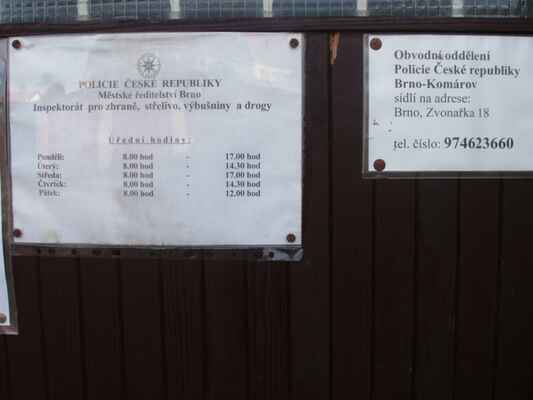 POLICIE ČESKÉ REPUBLIKY
Městské ředitelství Brno
Inspektorát pro zbraně, střelivo, výbušniny a drogy
Úřední hodiny:
Pondělí: 8.00 hod - 17.00 hod
Úterý: 8.00 hod - 14.30 hod
Středa: 8.00 hod - 17.00 hod
Čtvrtek: 8.00 hod - 14.30 hod
Pátek: 8.00 hod - 12.00 hod
Obvodní oddělení
Policie České republiky
Brno-Komárov
sídlí na adrese:
Brno, Zvonařka 18
tel. číslo: 974623660